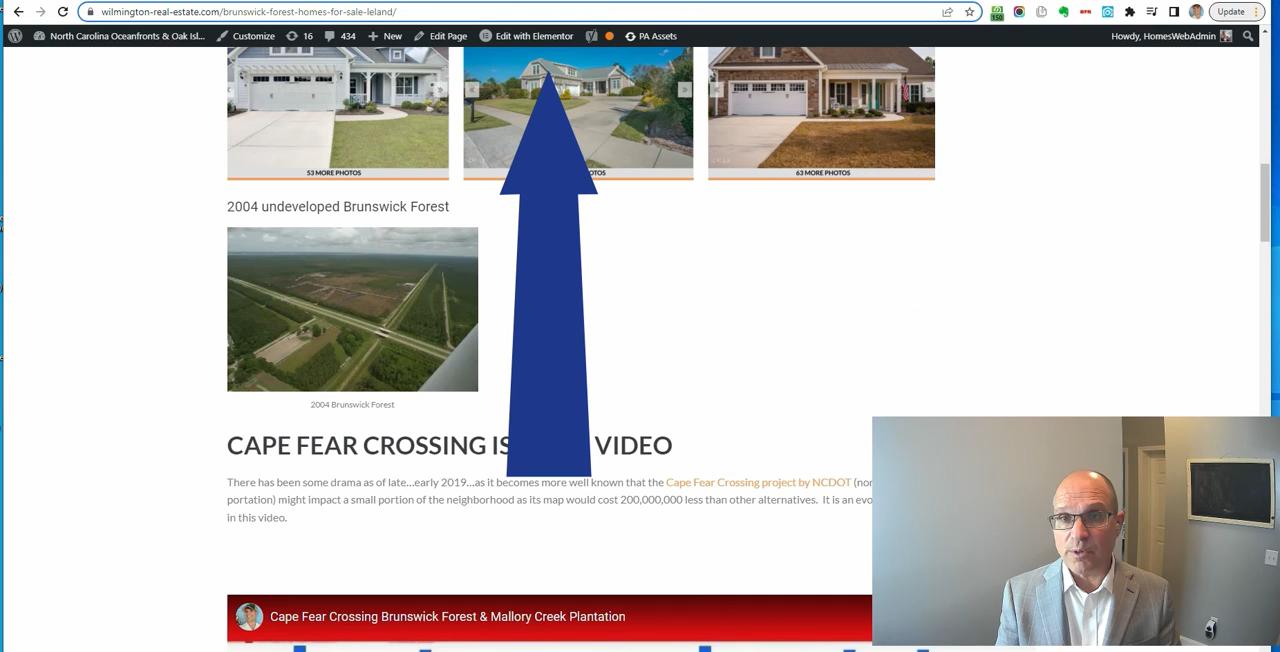 wilmington-real-estate.com/brunswick-forest-homes-for-sale-leland/
150
Update
North Carolina Oceanfronts & Oak Isl...
Customize
16
434
New
Edit Page
Edit with Elementor
PA Assets
Howdy, HomesWebAdmin
53 MORE PHOTOS
OTOS
63 MORE PHOTOS
2004 undeveloped Brunswick Forest
2004 Brunswick Forest
CAPE FEAR CROSSING IS VIDEO
There has been some drama as of late...early 2019...as it becomes more well known that the Cape Fear Crossing project by NCDOT (nor
portation) might impact a small portion of the neighborhood as its map would cost 200,000,000 less than other alternatives. It is an evo
in this video.
Cape Fear Crossing Brunswick Forest & Mallory Creek Plantation